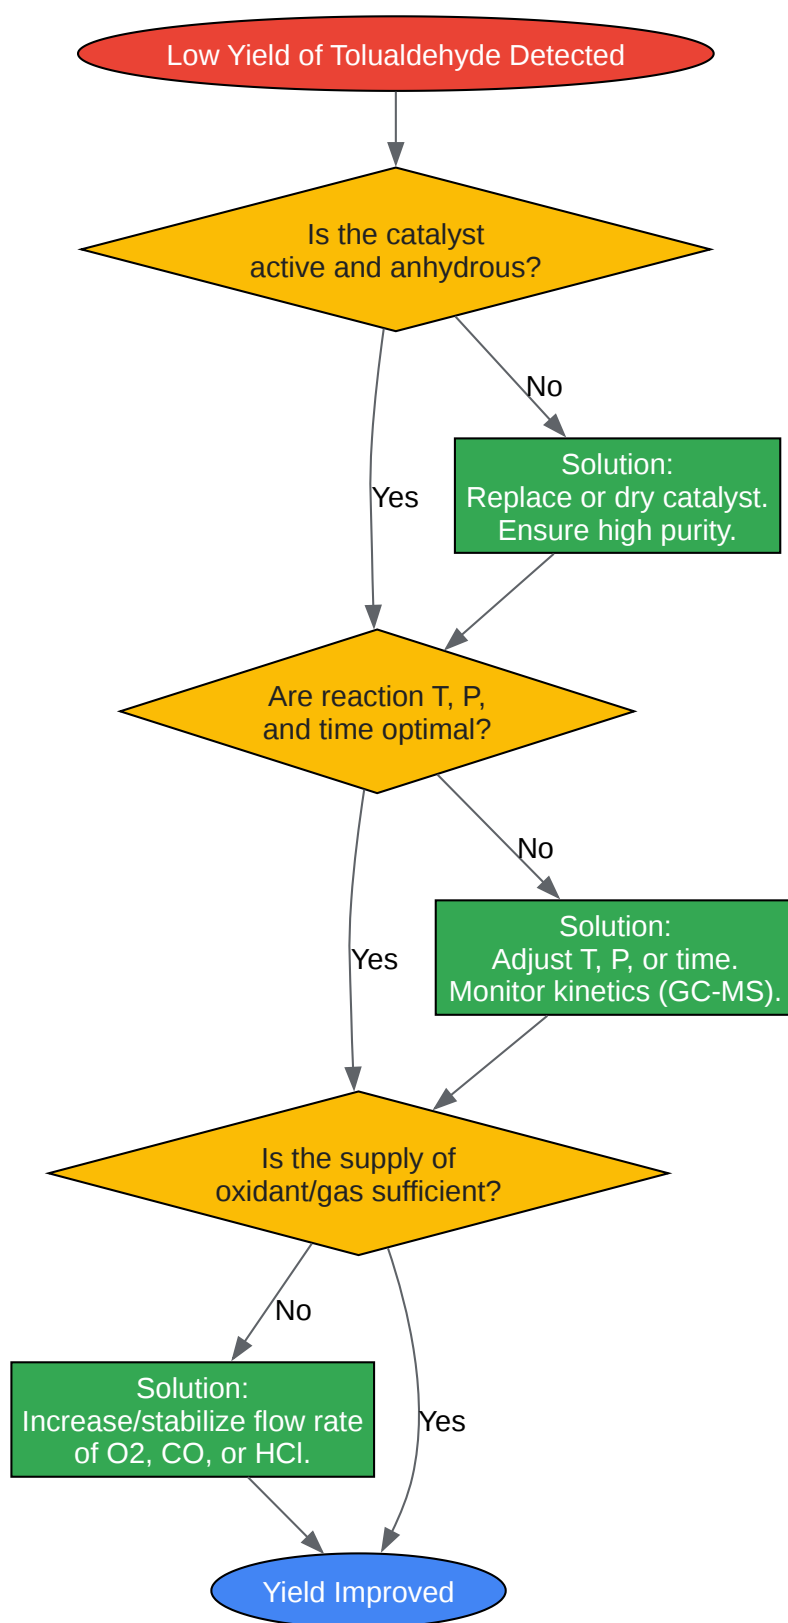 Low Yield of Tolualdehyde Detected
Is the catalyst
active and anhydrous?
No
Solution:
Replace or dry catalyst.
Ensure high purity.
Yes
Are reaction T, P,
and time optimal?
No
Solution:
Adjust T, P, or time.
Monitor kinetics (GC-MS).
Yes
Is the supply of
oxidant/gas sufficient?
No
Solution:
Increase/stabilize flow rate
of O2, CO, or HCl.
Yes
Yield Improved